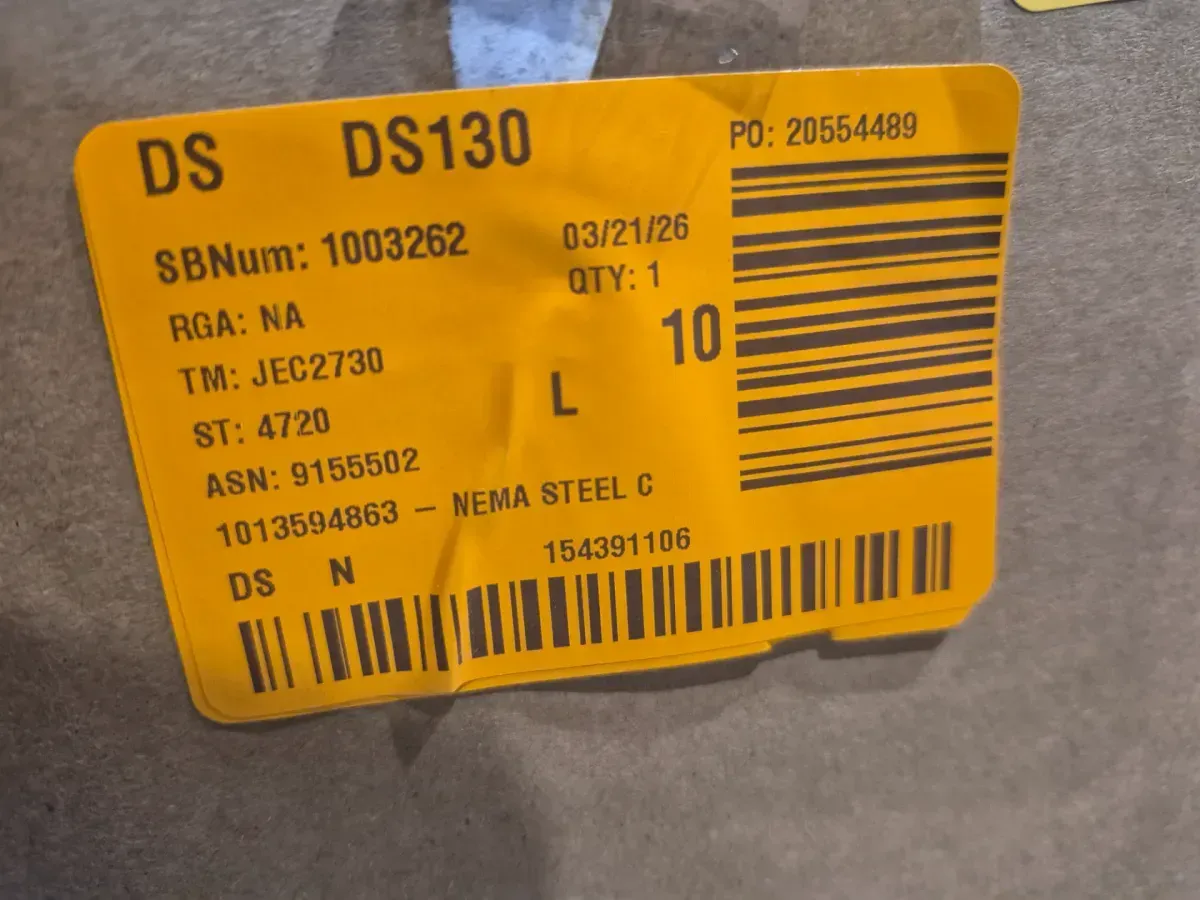 DS DS130
PO: 20554489
SBNum: 1003262
03/21/26
QTY: 1
RGA: NA
10
TM: JEC2730
L
ST: 4720
ASN: 9155502
1013594863 - NEMA STEEL C
DS N
154391106